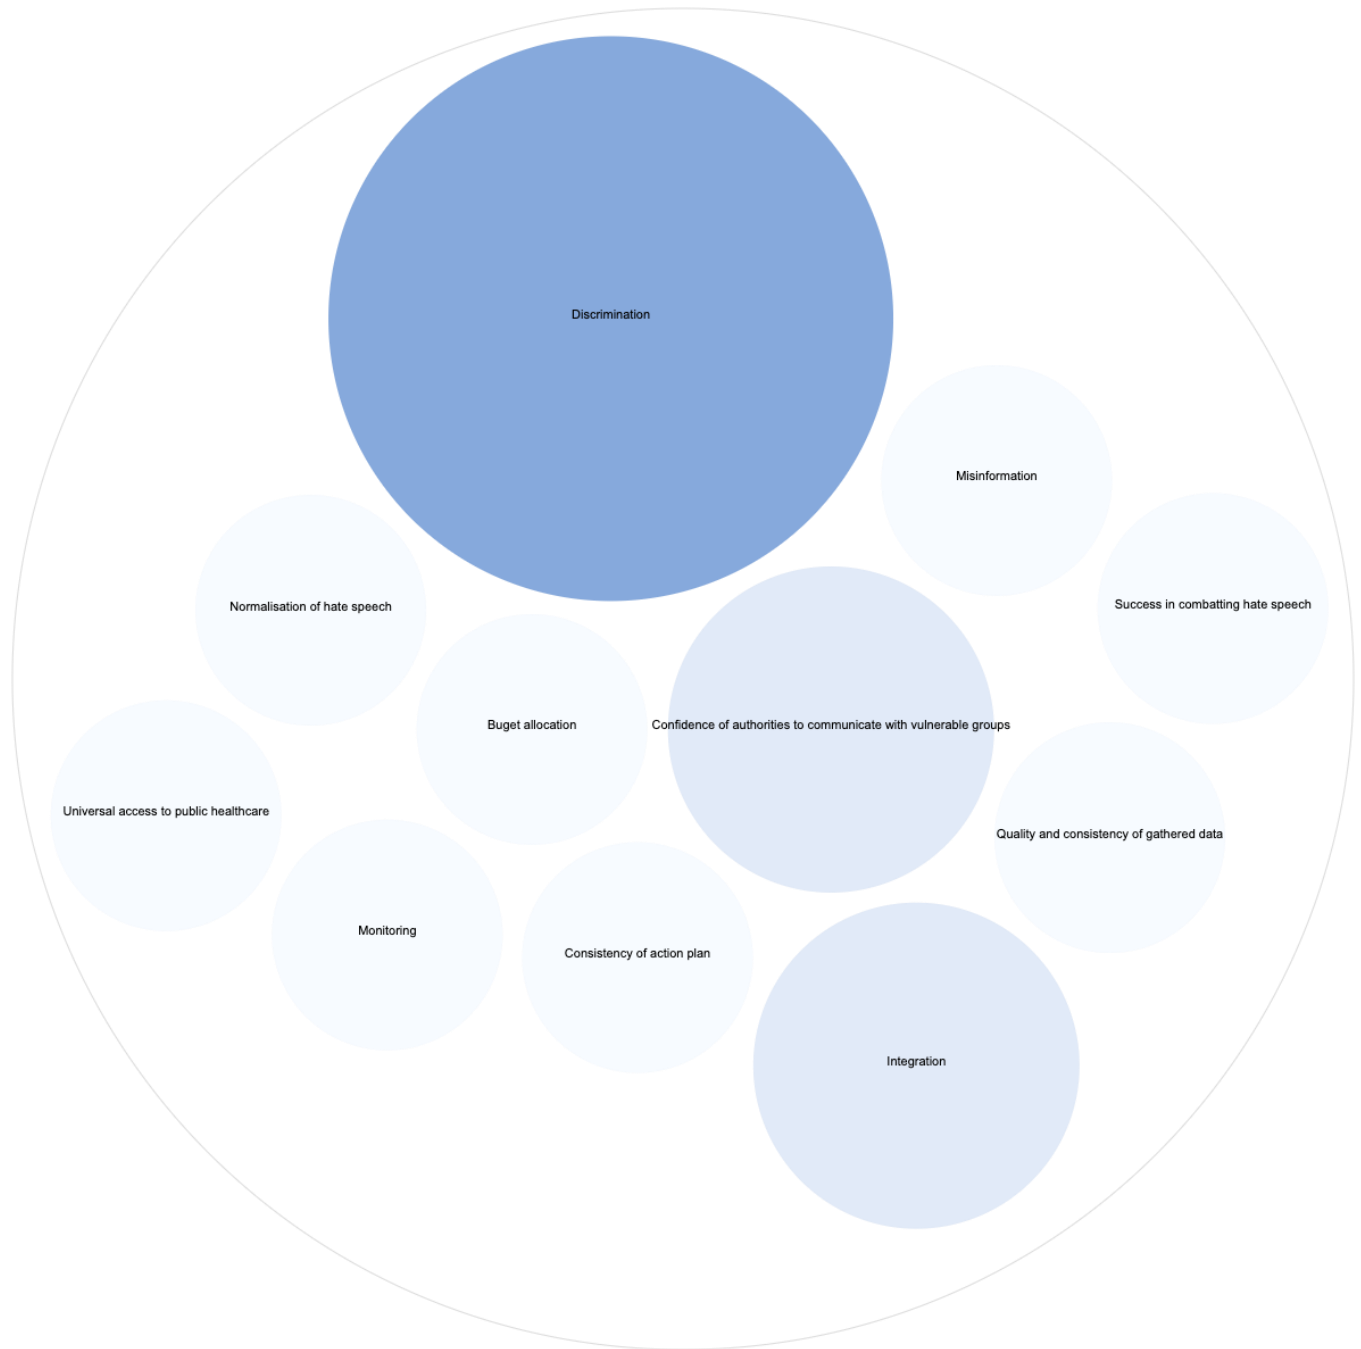 Discrimination
Misinformation
Success in combatting hate speech
Normalisation of hate speech
Buget allocation
Confidence of authorities to communicate with vulnerable groups
Universal access to public healthcare
Quality and consistency of gathered data
Monitoring
Consistency of action plan
Integration